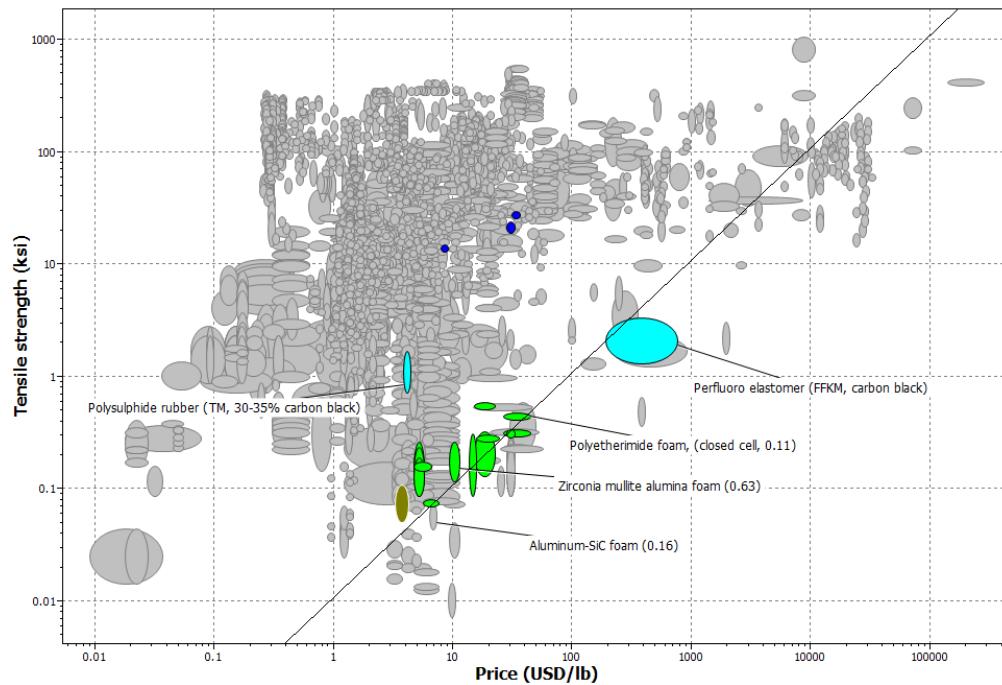 1000
100
10
1
0.1
0.01
Tensile strength (ksi)
Polysulphide rubber (TM, 30-35% carbon black)
Perfluoro elastomer (FFKM, carbon black)
Polyetherimide foam, (closed cell, 0.11)
Zirconia mullite alumina foam (0.63)
Aluminum-SiC foam (0.16)
0.01 0.1 1 10 100 1000 10000 100000
Price (USD/lb)